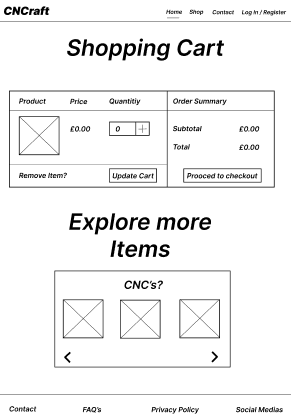 CNCraft
Home Shop Contact Log in / Register
Shopping Cart
Product Price Quantitiy Order Summary
£0.00 0
Subtotal £0.00
Total £0.00
Remove Item? Update Cart Prooced to checkout
Explore more
Items
CNC's?
Contact FAQ's Privacy Policy Social Medias